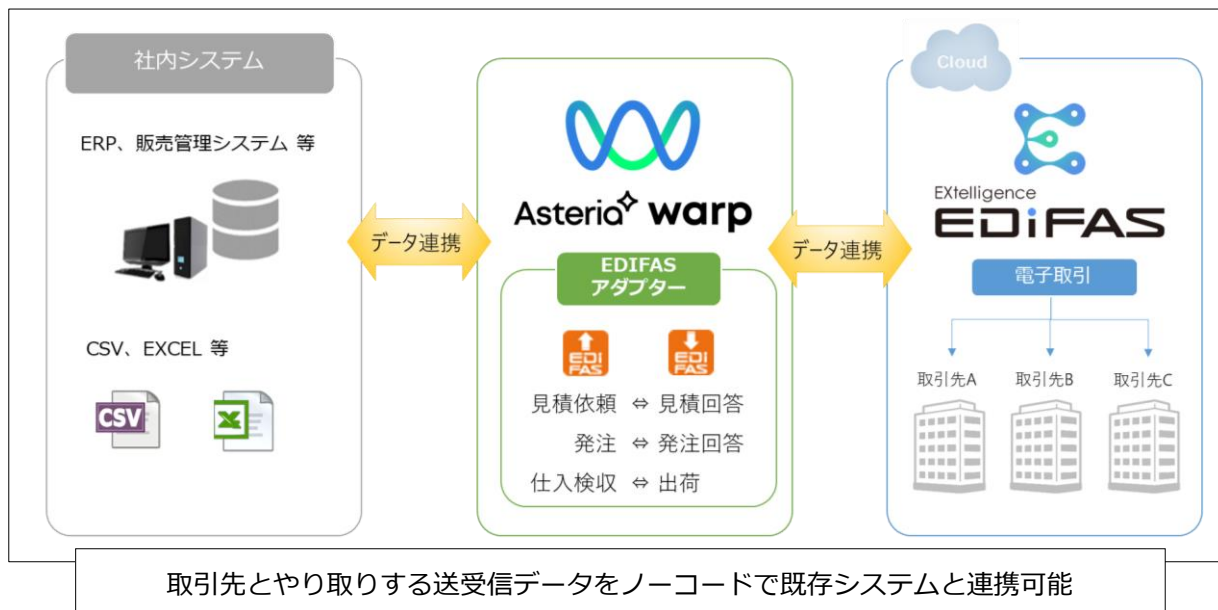 社内システム
ERP、販売管理システム 等
CSV、EXCEL 等
CSV
X
データ連携
Asteria warp
EDIFAS
アダプター
EDI
FAS
EDI
FAS
見積依頼 ⇔ 見積回答
発注 ⇔ 発注回答
仕入検収 ⇔ 出荷
データ連携
Cloud
EXtelligence
EDiFAS
電子取引
取引先A 取引先B 取引先C
取引先とやり取りする送受信データをノーコードで既存システムと連携可能